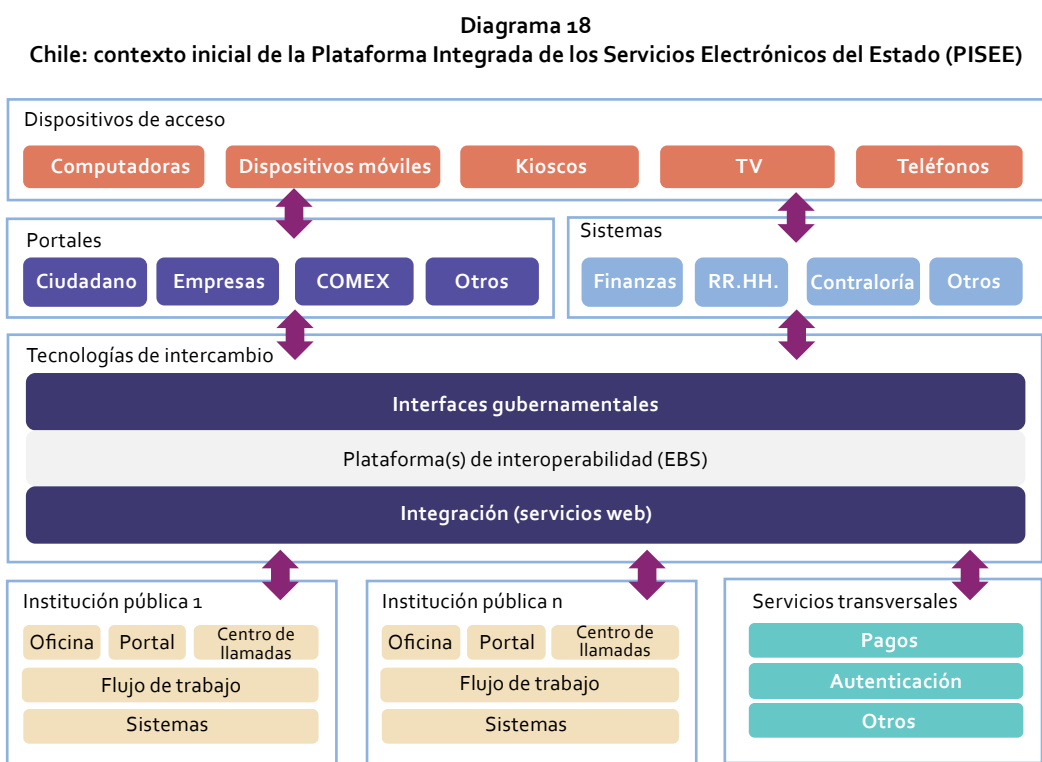 Diagrama 18
Chile: contexto inicial de la Plataforma Integrada de los Servicios Electrónicos del Estado (PISEE)
Dispositivos de acceso
Computadoras
Dispositivos móviles
Kioscos
TV
Teléfonos
Portales
Ciudadano
Empresas
COMEX
Otros
Sistemas
Finanzas
RR.HH.
Contraloría
Otros
Tecnologías de intercambio
Interfaces gubernamentales
Plataforma(s) de interoperabilidad (EBS)
Integración (servicios web)
Institución pública 1
Oficina
Portal
Centro de
llamadas
Flujo de trabajo
Sistemas
Institución pública n
Oficina
Portal
Centro de
llamadas
Flujo de trabajo
Sistemas
Servicios transversales
Pagos
Autenticación
Otros